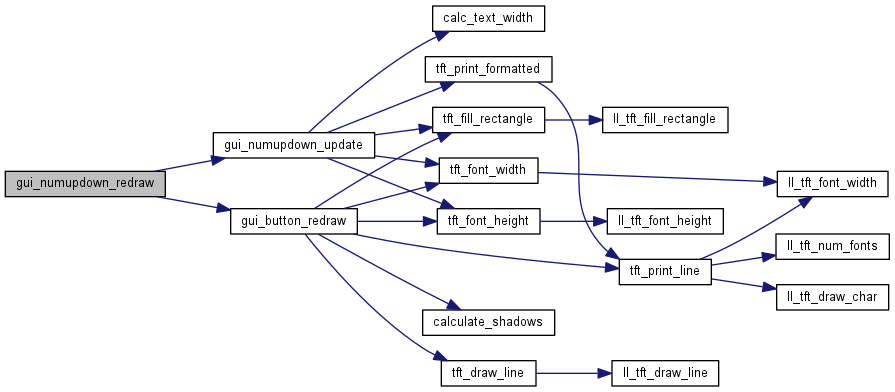 calc_text_width
tft_print_formatted
tft_fill_rectangle
ll_tft_fill_rectangle
gui_numupdown_update
tft_font_width
gui_numupdown_redraw
ll_tft_font_width
gui_button_redraw
tft_font_height
ll_tft_font_height
ll_tft_num_fonts
tft_print_line
ll_tft_draw_char
calculate_shadows
tft_draw_line
ll_tft_draw_line